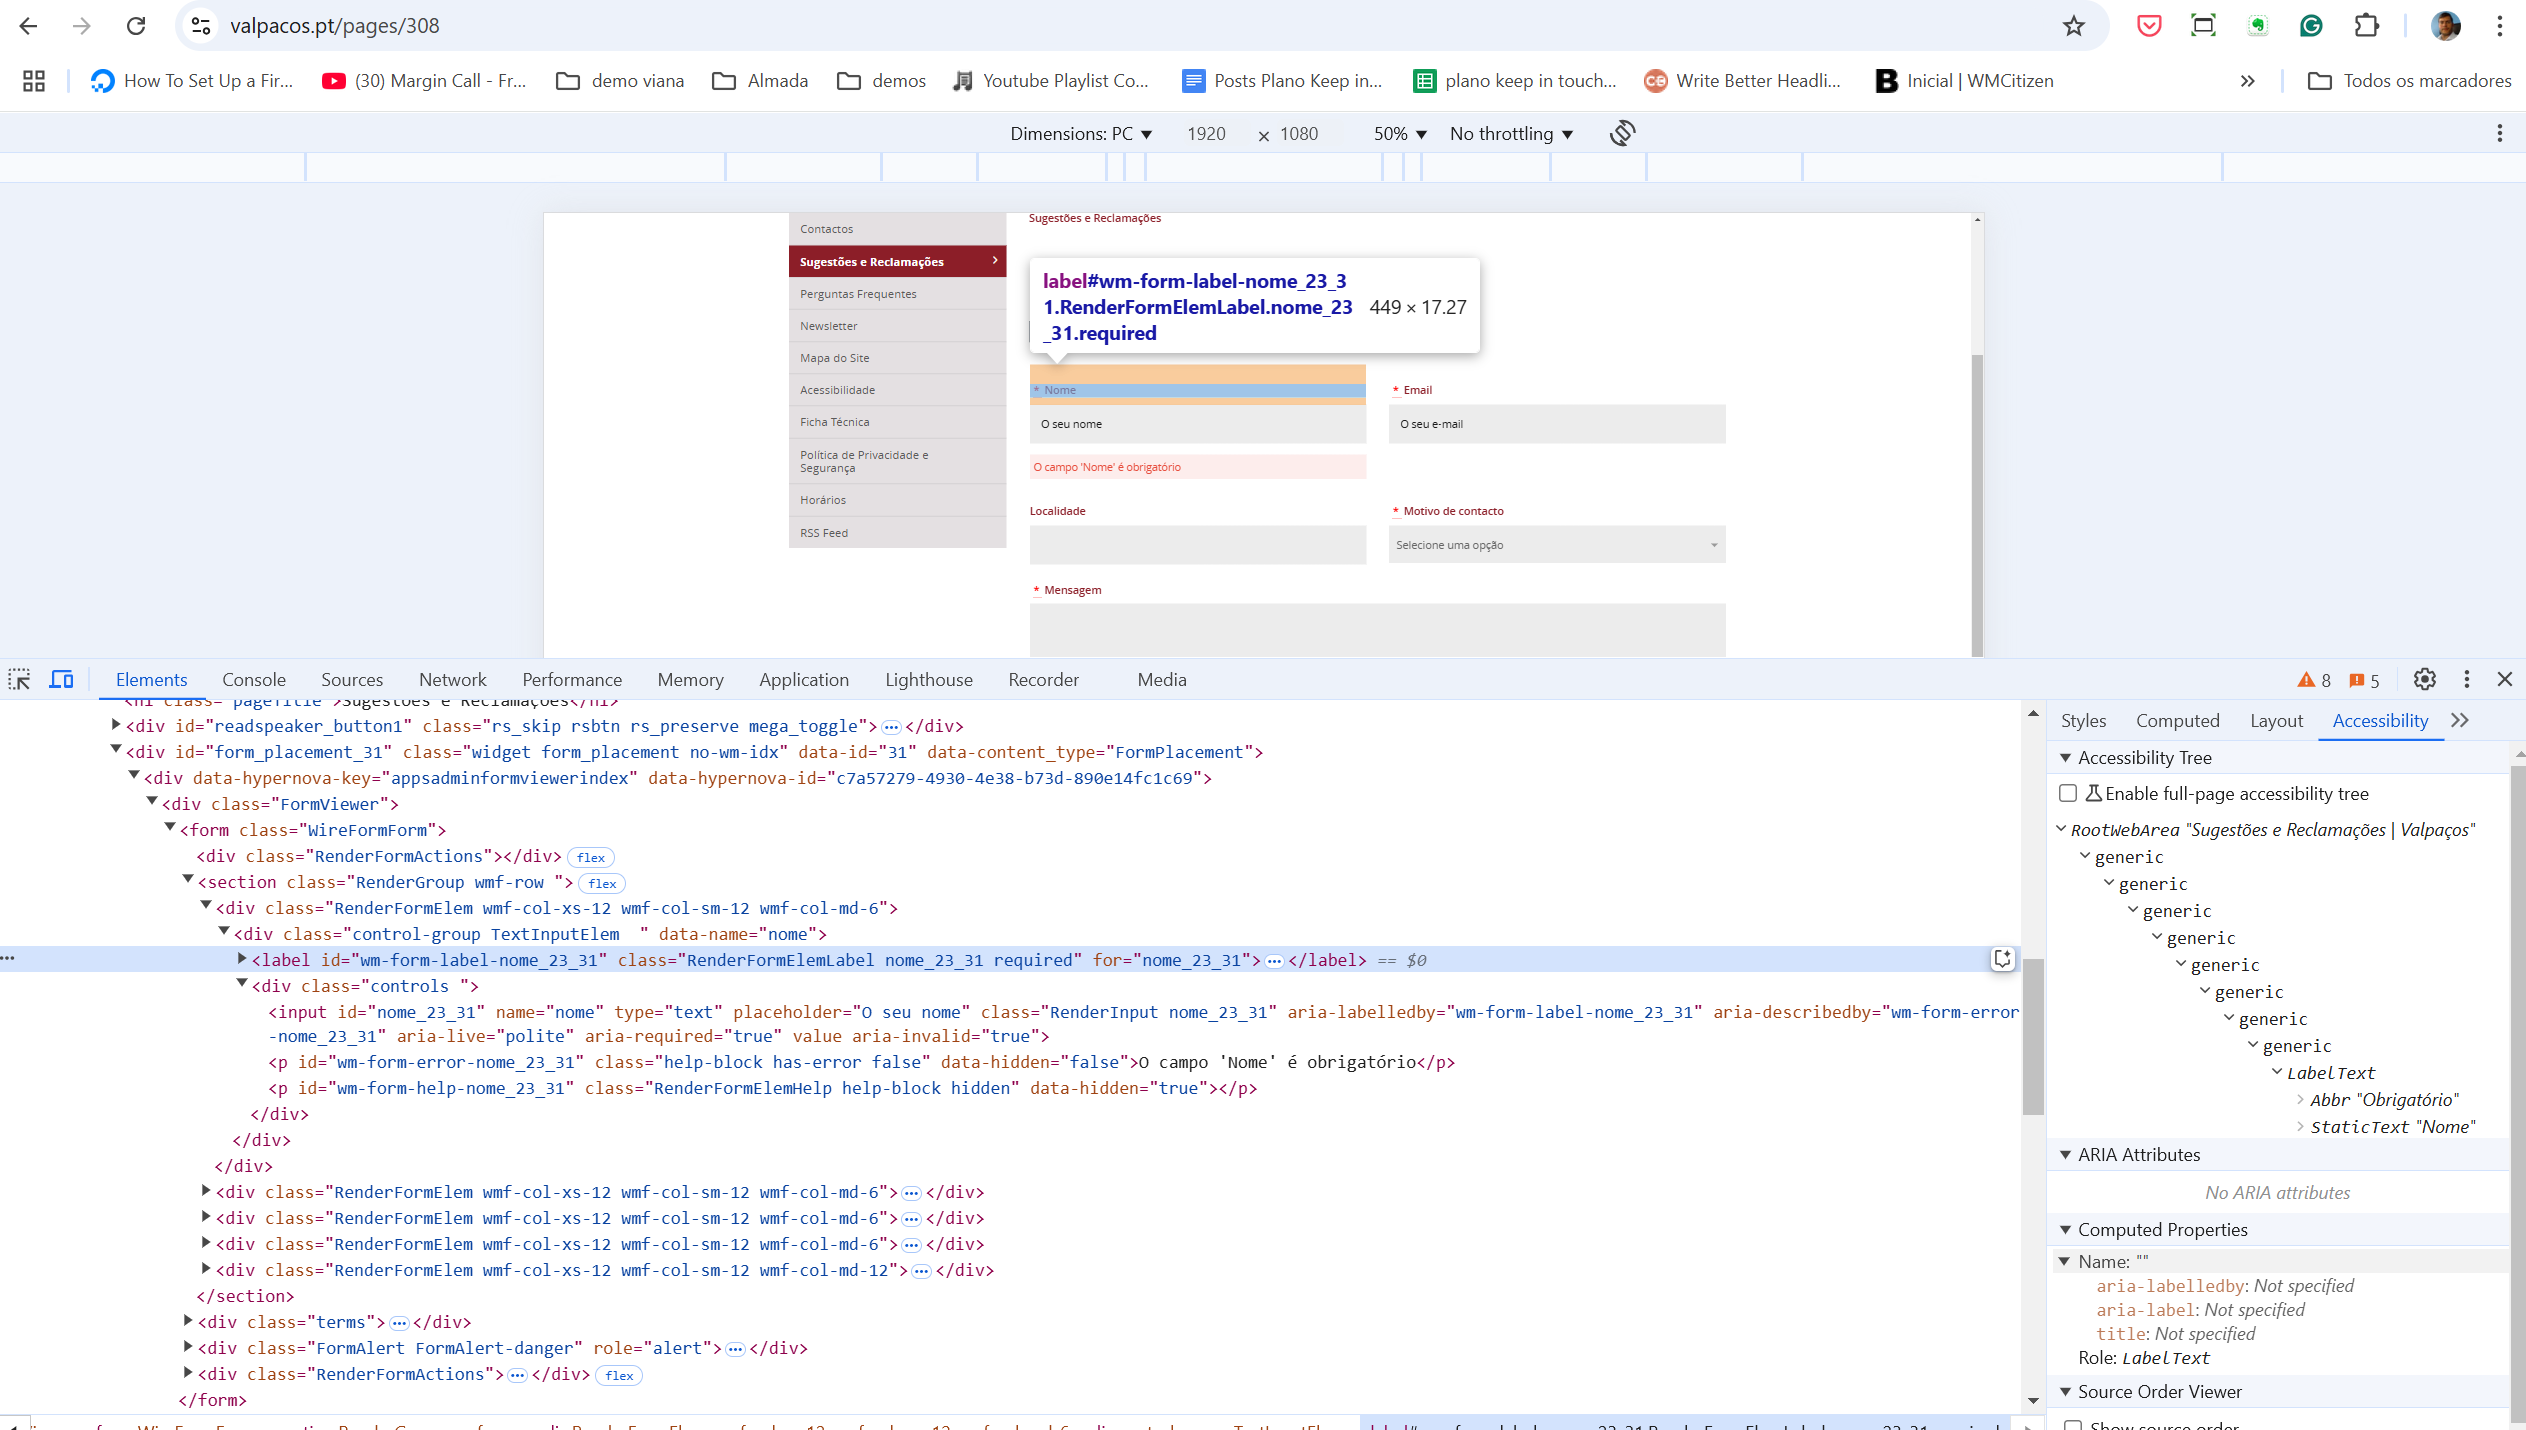 valpacos.pt/pages/308
How To Set Up a Fir...
(30) Margin Call - Fr...
demo viana
Almada
demos
Youtube Playlist Co...
Posts Plano Keep in...
plano keep in touch...
Write Better Headli...
Inicial | WMCitizen
Todos os marcadores
Dimensions: PC
1920 × 1080
50%
No throttling
Contactos
Sugestões e Reclamações
Perguntas Frequentes
Newsletter
Mapa do Site
Acessibilidade
Ficha Técnica
Política de Privacidade e
Segurança
Horários
RSS Feed
Sugestões e Reclamações
label#wm-form-label-nome_23_3
1.RenderFormElemLabel.nome_23
_31.required
449 × 17.27
* Nome
O seu nome
O campo 'Nome' é obrigatório
* Email
O seu e-mail
Localidade
* Motivo de contacto
Selecione uma opção
* Mensagem
Elements Console Sources Network Performance Memory Application Lighthouse Recorder Media
8 5
<h1 class="pageTitle">Sugestões e Reclamações</h1>
<div id="readspeaker_button1" class="rs_skip rsbtn rs_preserve mega_toggle">…</div>
<div id="form_placement_31" class="widget form_placement no-wm-idx" data-id="31" data-content_type="FormPlacement">
<div data-hypernova-key="appsadminformviewerindex" data-hypernova-id="c7a57279-4930-4e38-b73d-890e14fc1c69">
<div class="FormViewer">
<form class="WireFormForm">
<div class="RenderFormActions"></div> flex
<section class="RenderGroup wmf-row "> flex
<div class="RenderFormElem wmf-col-xs-12 wmf-col-sm-12 wmf-col-md-6">
<div class="control-group TextInputElem  " data-name="nome">
<label id="wm-form-label-nome_23_31" class="RenderFormElemLabel nome_23_31 required" for="nome_23_31">…</label> == $0
<div class="controls ">
<input id="nome_23_31" name="nome" type="text" placeholder="O seu nome" class="RenderInput nome_23_31" aria-labelledby="wm-form-label-nome_23_31" aria-describedby="wm-form-error
-nome_23_31" aria-live="polite" aria-required="true" value aria-invalid="true">
<p id="wm-form-error-nome_23_31" class="help-block has-error false" data-hidden="false">O campo 'Nome' é obrigatório</p>
<p id="wm-form-help-nome_23_31" class="RenderFormElemHelp help-block hidden" data-hidden="true"></p>
</div>
</div>
</div>
<div class="RenderFormElem wmf-col-xs-12 wmf-col-sm-12 wmf-col-md-6">…</div>
<div class="RenderFormElem wmf-col-xs-12 wmf-col-sm-12 wmf-col-md-6">…</div>
<div class="RenderFormElem wmf-col-xs-12 wmf-col-sm-12 wmf-col-md-6">…</div>
<div class="RenderFormElem wmf-col-xs-12 wmf-col-sm-12 wmf-col-md-12">…</div>
</section>
<div class="terms">…</div>
<div class="FormAlert FormAlert-danger" role="alert">…</div>
<div class="RenderFormActions">…</div> flex
</form>
Styles Computed Layout Accessibility
Accessibility Tree
Enable full-page accessibility tree
RootWebArea "Sugestões e Reclamações | Valpaços"
generic
generic
generic
generic
generic
generic
generic
generic
LabelText
Abbr "Obrigatório"
StaticText "Nome"
ARIA Attributes
No ARIA attributes
Computed Properties
Name: ""
aria-labelledby: Not specified
aria-label: Not specified
title: Not specified
Role: LabelText
Source Order Viewer
Show source order